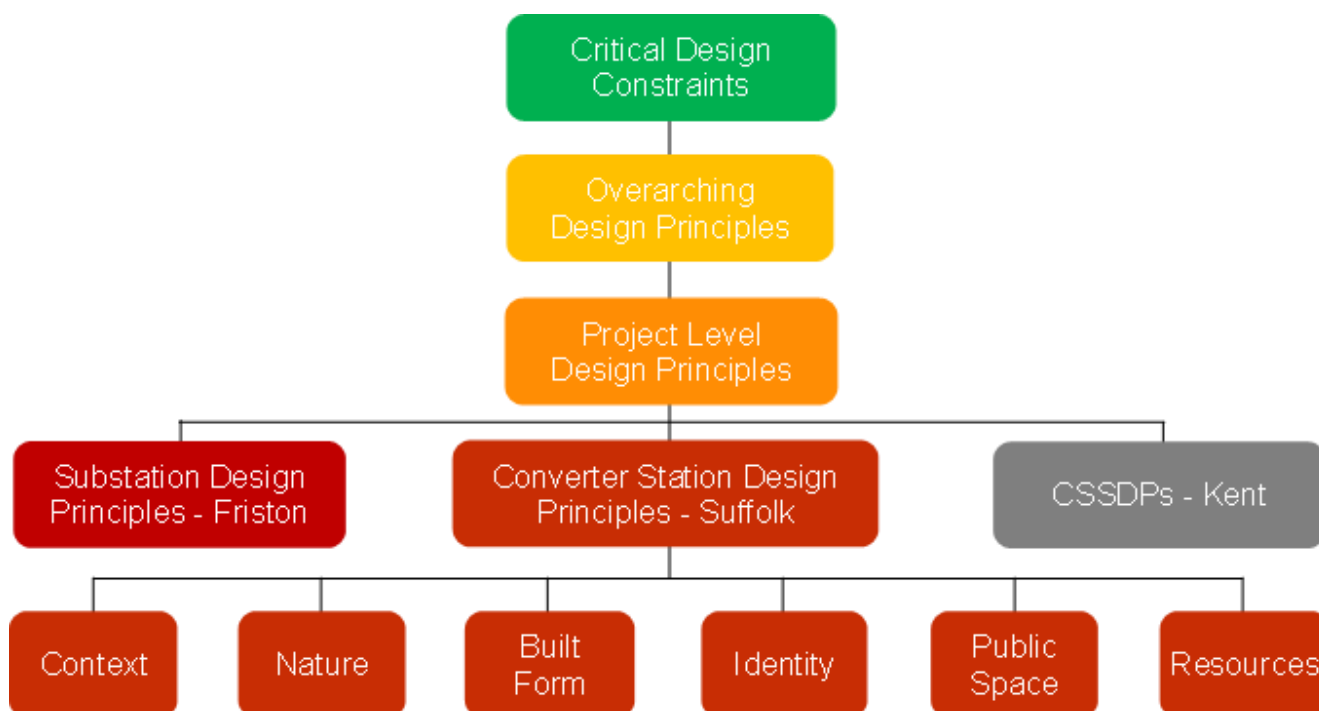 Critical Design
Constraints
Overarching
Design Principles
Project Level
Design Principles
Substation Design
Principles - Friston
Converter Station Design
Principles - Suffolk
CSSDPs - Kent
Context
Nature
Built
Form
Identity
Public
Space
Resources